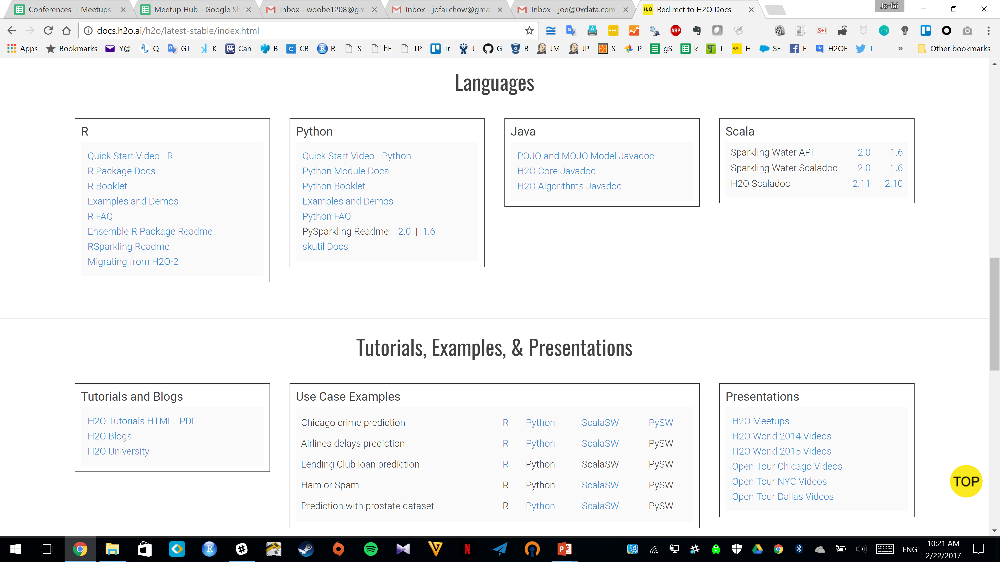 Conferences + Meetups
Meetup Hub - Google Sh
Inbox - woobe1208@gm
Inbox - jofai.chow@gmai
Inbox - joe@0xdata.com
H2O Redirect to H2O Docs
Jo-fai
docs.h2o.ai/h2o/latest-stable/index.html
ABP
g+1
m
Apps Bookmarks Y@ Q GT K Can B CB R S hE TP Tr J G B JM JP S P gS k T H SF F H2OF T » Other bookmarks
Languages
R
Quick Start Video - R
R Package Docs
R Booklet
Examples and Demos
R FAQ
Ensemble R Package Readme
RSparkling Readme
Migrating from H2O-2
Python
Quick Start Video - Python
Python Module Docs
Python Booklet
Examples and Demos
Python FAQ
PySparkling Readme 2.0 | 1.6
skutil Docs
Java
POJO and MOJO Model Javadoc
H2O Core Javadoc
H2O Algorithms Javadoc
Scala
Sparkling Water API 2.0 1.6
Sparkling Water Scaladoc 2.0 1.6
H2O Scaladoc 2.11 2.10
Tutorials, Examples, & Presentations
Tutorials and Blogs
H2O Tutorials HTML | PDF
H2O Blogs
H2O University
Use Case Examples
Chicago crime prediction R Python ScalaSW PySW
Airlines delays prediction R Python ScalaSW PySW
Lending Club loan prediction R Python ScalaSW PySW
Ham or Spam R Python ScalaSW PySW
Prediction with prostate dataset R Python ScalaSW PySW
Presentations
H2O Meetups
H2O World 2014 Videos
H2O World 2015 Videos
Open Tour Chicago Videos
Open Tour NYC Videos
Open Tour Dallas Videos
TOP
46°
ENG
10:21 AM
2/22/2017